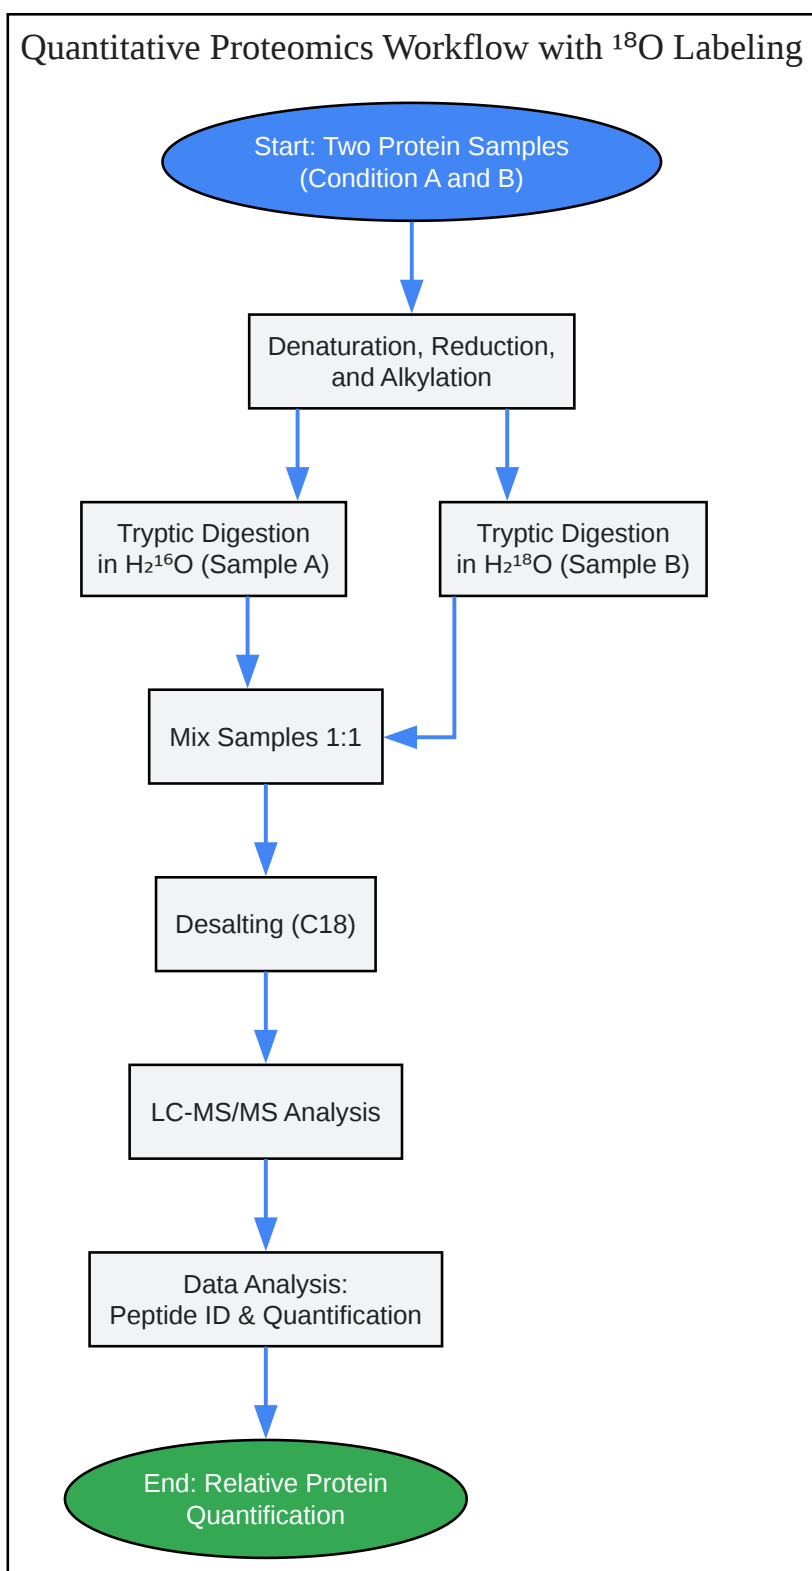 Quantitative Proteomics Workflow with ¹⁸O Labeling
Start: Two Protein Samples
(Condition A and B)
Denaturation, Reduction,
and Alkylation
Tryptic Digestion
in H₂¹⁶O (Sample A)
Tryptic Digestion
in H₂¹⁸O (Sample B)
Mix Samples 1:1
Desalting (C18)
LC-MS/MS Analysis
Data Analysis:
Peptide ID & Quantification
End: Relative Protein
Quantification